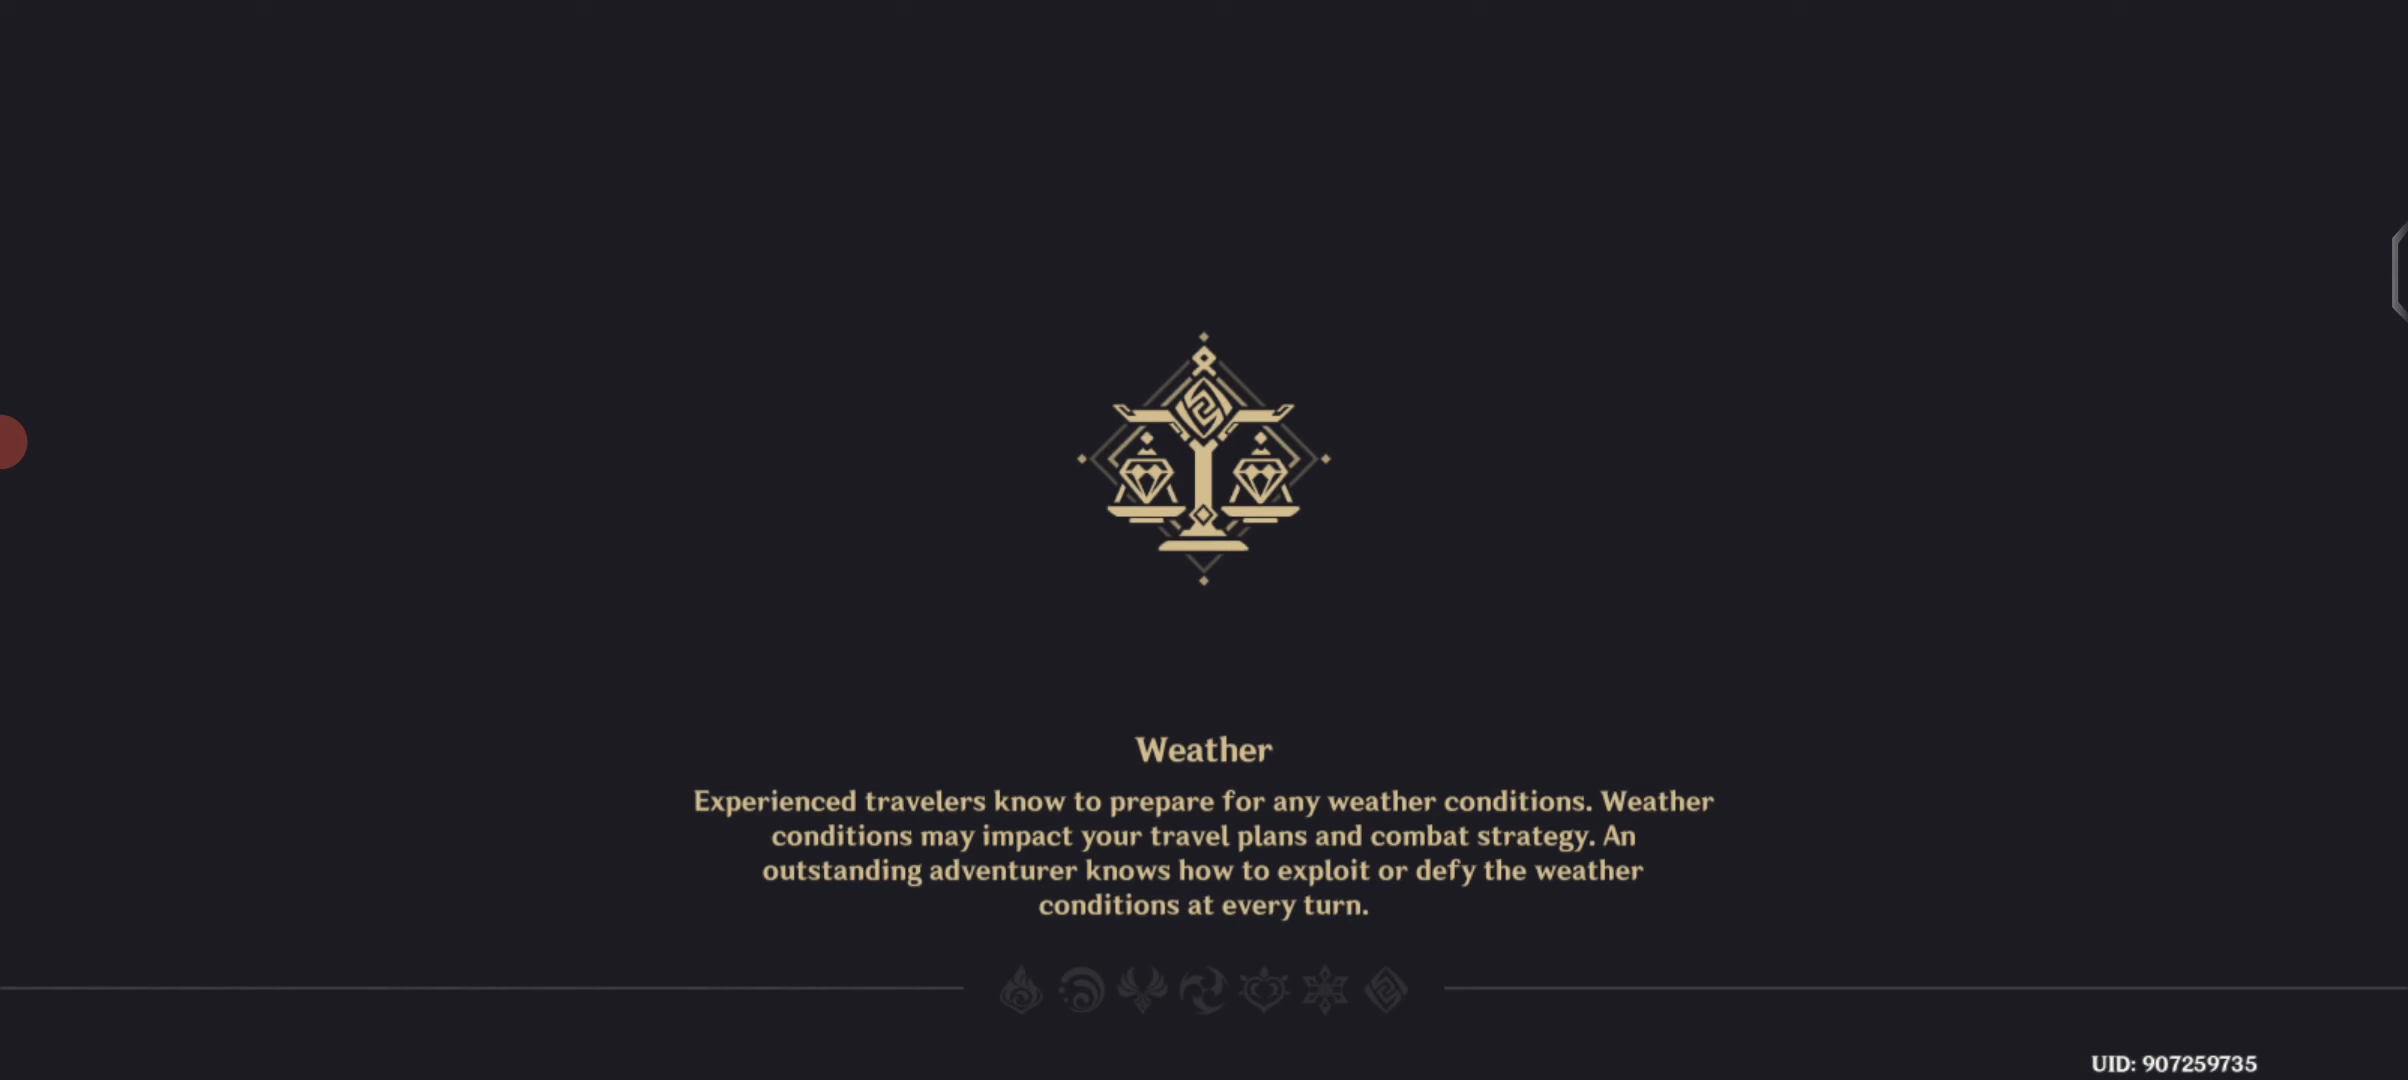 Weather
Experienced travelers know to prepare for any weather conditions. Weather
conditions may impact your travel plans and combat strategy. An
outstanding adventurer knows how to exploit or defy the weather
conditions at every turn.
UID: 907259735